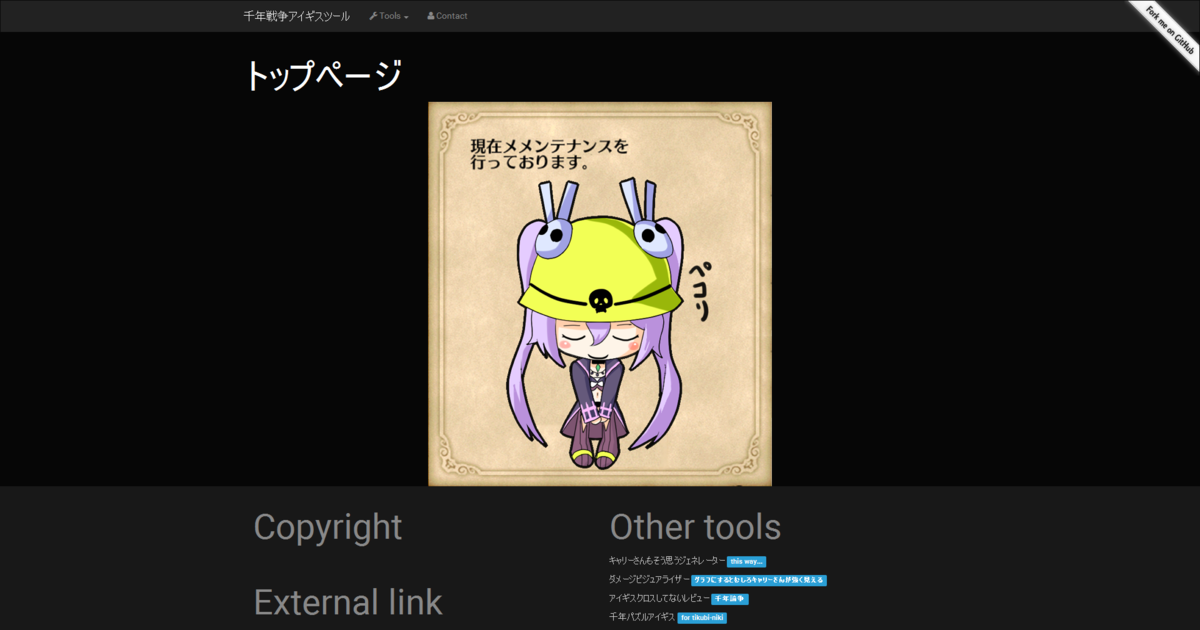 千年戦争アイギスツール Tools Contact
Fork me on GitHub
トップページ
現在メメンテナンスを
行っております。
ペコリ
Copyright
External link
Other tools
キャリーさんもそう思うジェネレーター this way...
ダメージビジュアライザー グラフにするとむしろキャリーさんが強く見える
アイギスクロスしてないレビュー 千年論争
千年パズルアイギス for tikubi-niki